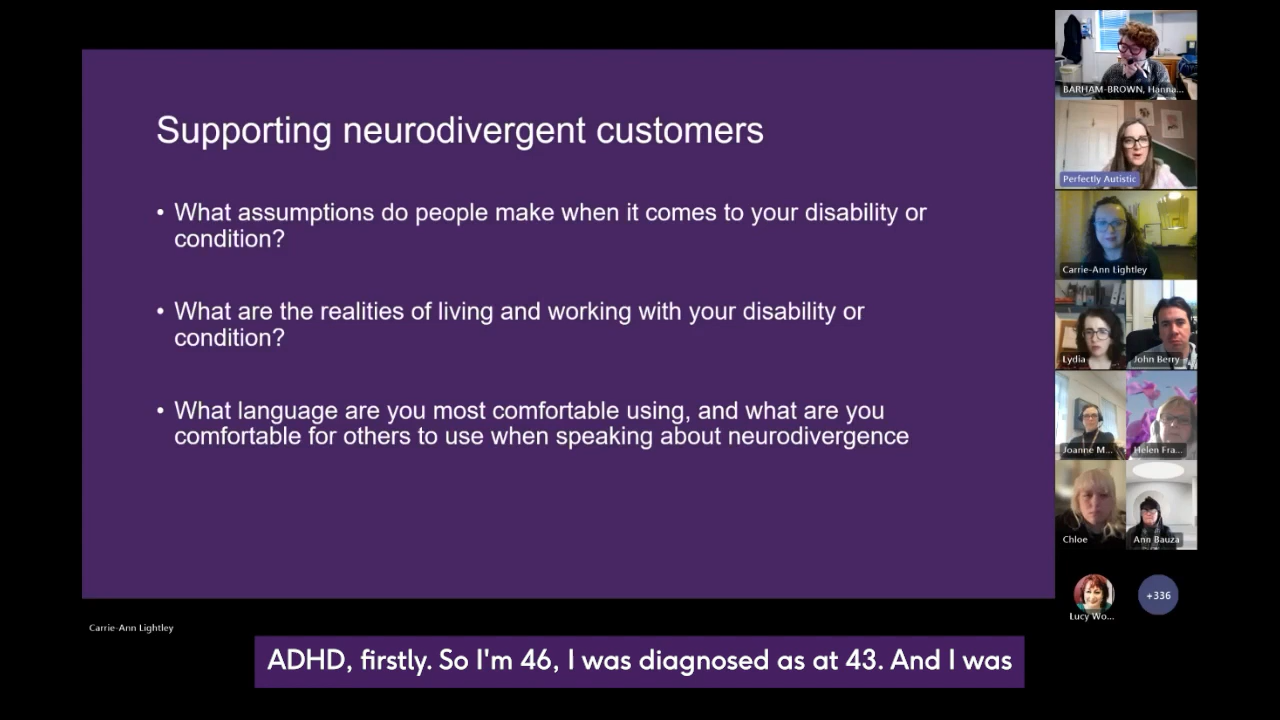 Supporting neurodivergent customers
• What assumptions do people make when it comes to your disability or
condition?
• What are the realities of living and working with your disability or
condition?
• What language are you most comfortable using, and what are you
comfortable for others to use when speaking about neurodivergence
BARHAM-BROWN, Hanna...
Perfectly Autistic
Carrie-Ann Lightley
Lydia
John Berry -...
Joanne M...
Helen Fra...
Chloe
Ann Bauza
Lucy Wo...
+336
Carrie-Ann Lightley
ADHD, firstly. So I'm 46, I was diagnosed as at 43. And I was